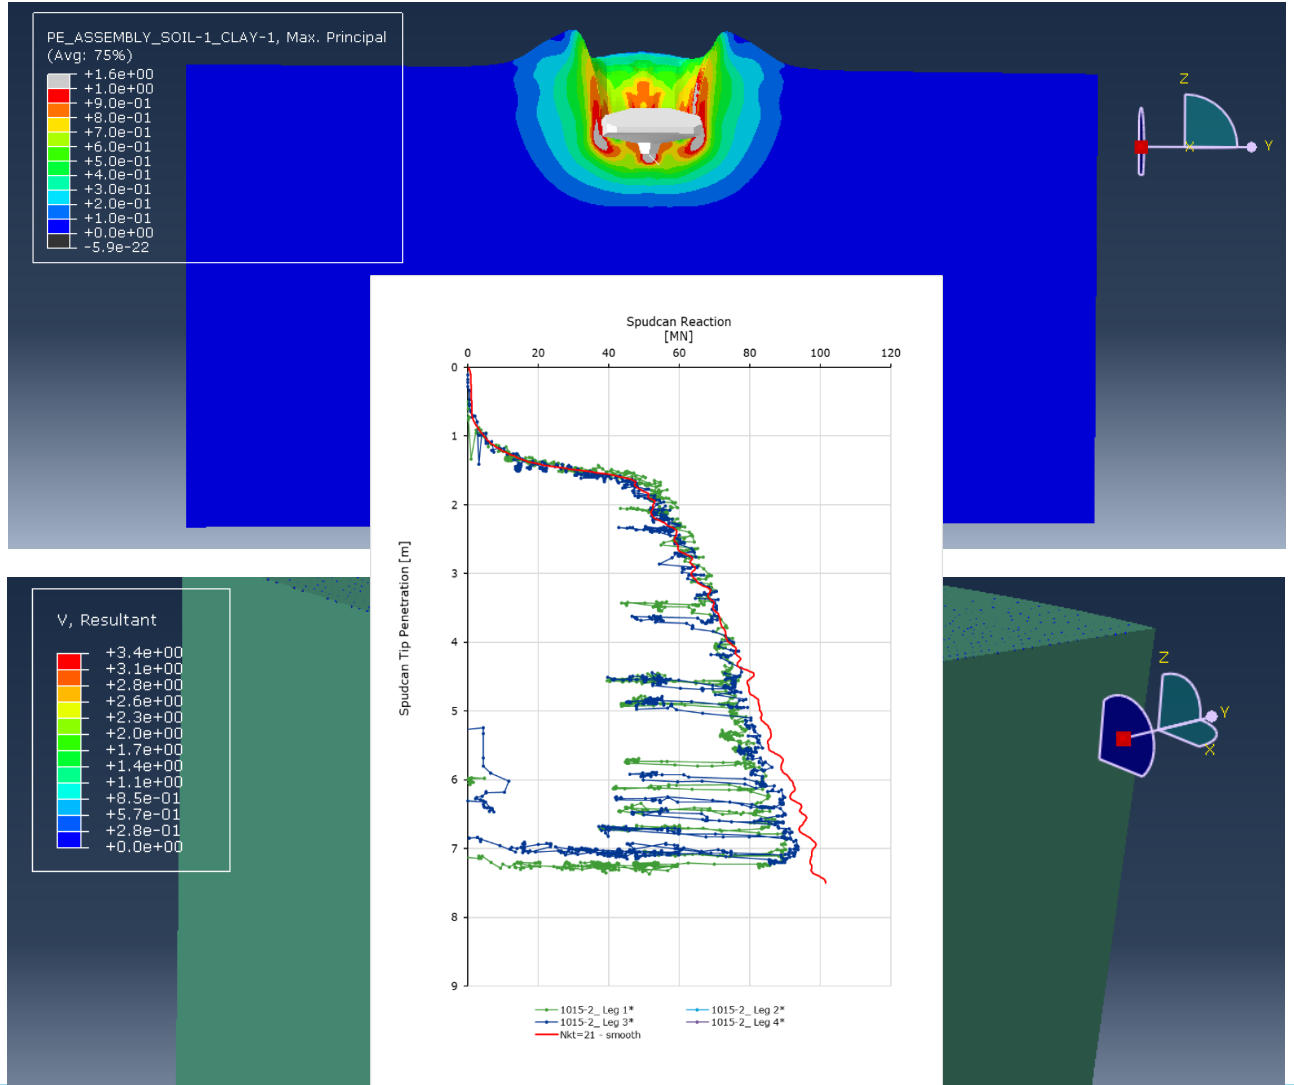 PE_ASSEMBLY_SOIL-1_CLAY-1, Max. Principal
(Avg: 75%)
+1.6e+00
+1.0e+00
+9.0e-01
+8.0e-01
+7.0e-01
+6.0e-01
+5.0e-01
+4.0e-01
+3.0e-01
+2.0e-01
+1.0e-01
+0.0e+00
-5.9e-22
Z
X
Y
Spudcan Reaction
[MN]
0 20 40 60 80 100 120
Spudcan Tip Penetration [m]
0
1
2
3
4
5
6
7
8
9
1015-2_ Leg 1*
1015-2_ Leg 2*
1015-2_ Leg 3*
1015-2_ Leg 4*
Nkt=21 - smooth
V, Resultant
+3.4e+00
+3.1e+00
+2.8e+00
+2.6e+00
+2.3e+00
+2.0e+00
+1.7e+00
+1.4e+00
+1.1e+00
+8.5e-01
+5.7e-01
+2.8e-01
+0.0e+00
Z
Y
X